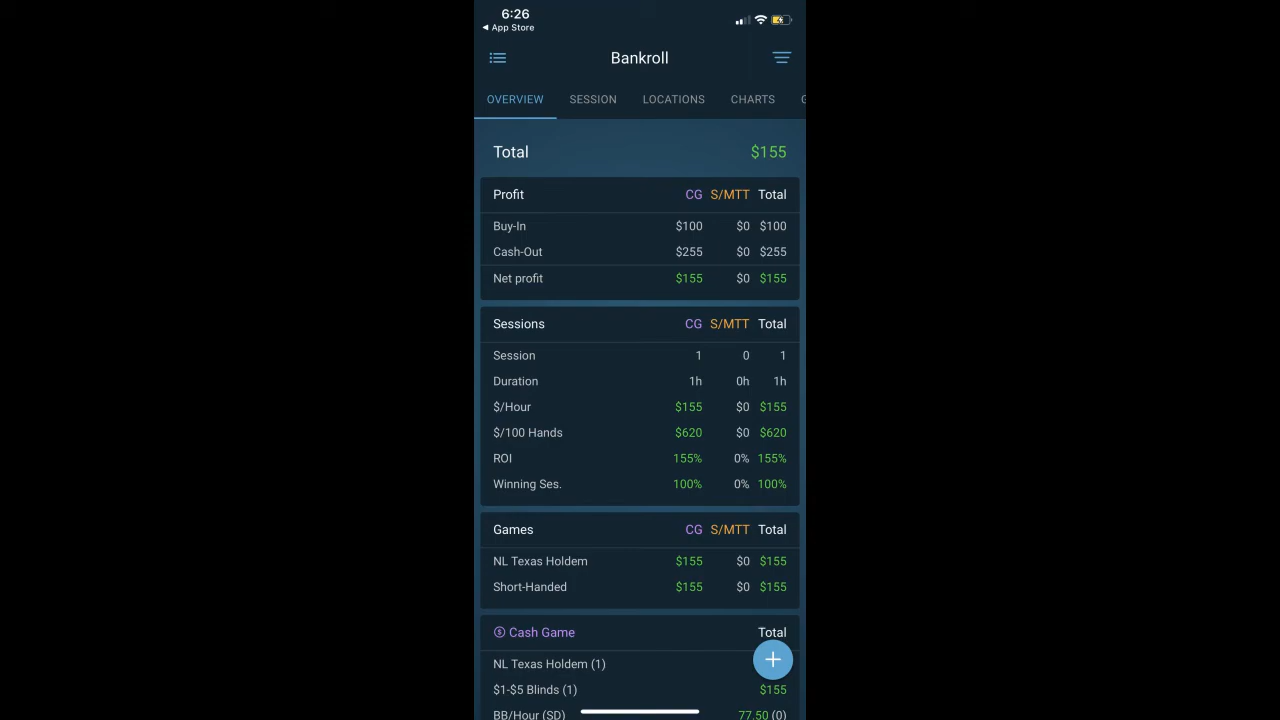 6:26
◀ App Store
Bankroll
OVERVIEW SESSION LOCATIONS CHARTS
Total $155
Profit CG S/MTT Total
Buy-In $100 $0 $100
Cash-Out $255 $0 $255
Net profit $155 $0 $155
Sessions CG S/MTT Total
Session 1 0 1
Duration 1h 0h 1h
$/Hour $155 $0 $155
$/100 Hands $620 $0 $620
ROI 155% 0% 155%
Winning Ses. 100% 0% 100%
Games CG S/MTT Total
NL Texas Holdem $155 $0 $155
Short-Handed $155 $0 $155
Cash Game Total
NL Texas Holdem (1)
$1-$5 Blinds (1) $155
BB/Hour (SD) 77.50 (0)